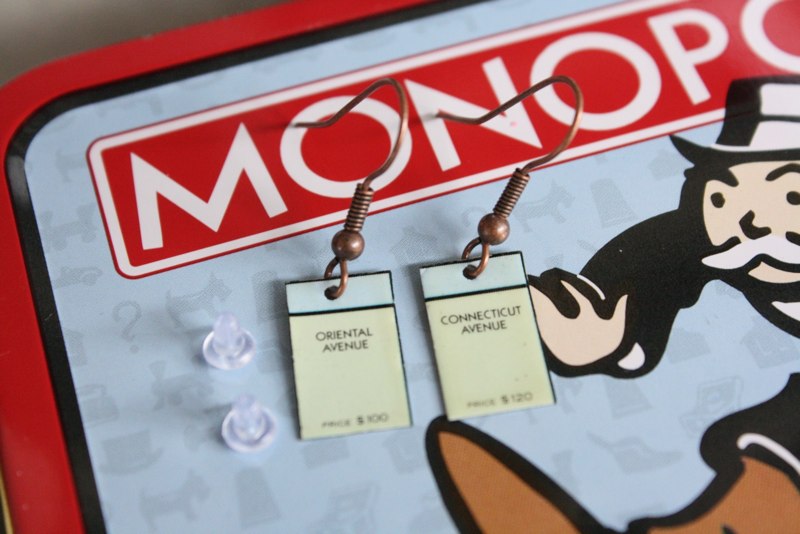 MONOPO
ORIENTAL
AVENUE
PRICE $100
CONNECTICUT
AVENUE
PRICE $120